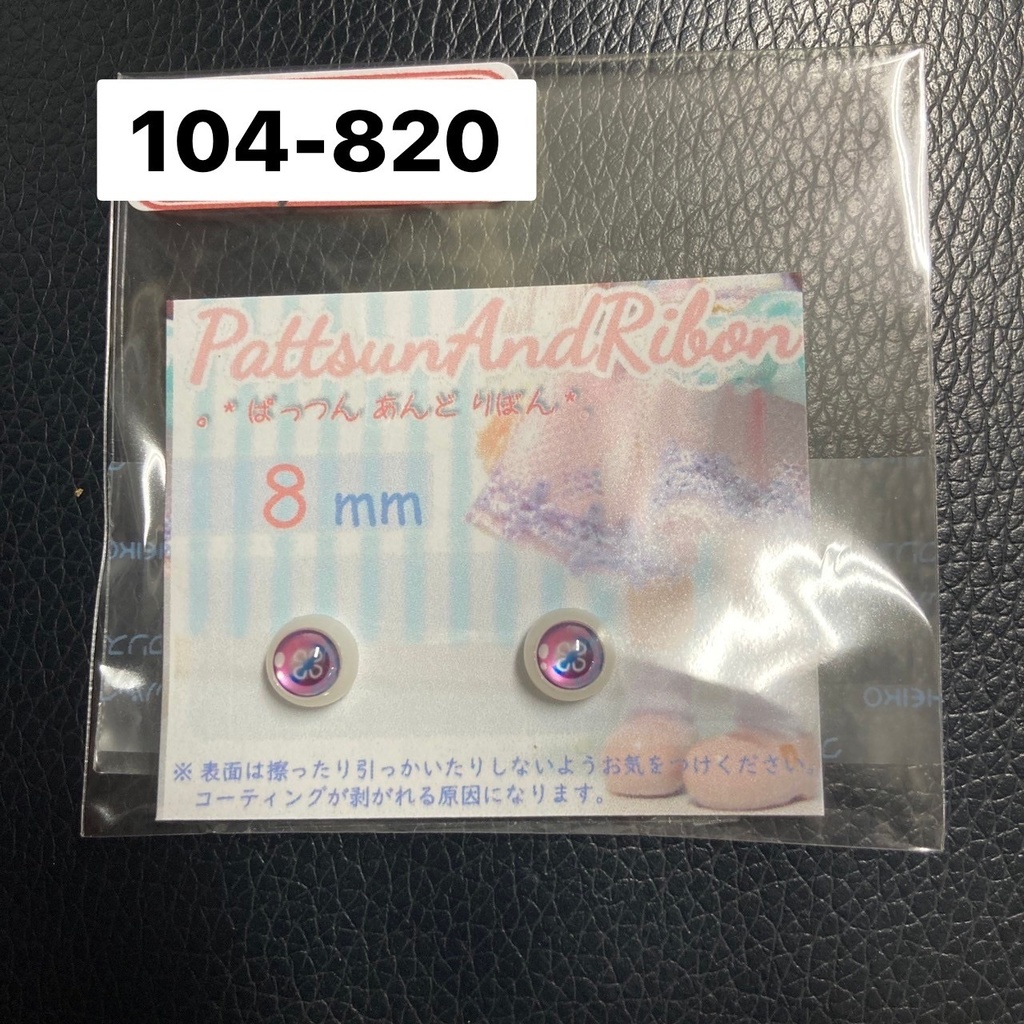 104-820
PattsunAndRibon
。*ぱっつん あんど りぼん*。
8 mm
※ 表面は擦ったり引っかいたりしないようお気をつけください。
コーティングが剥がれる原因になります。
HEIKO
HEIKO